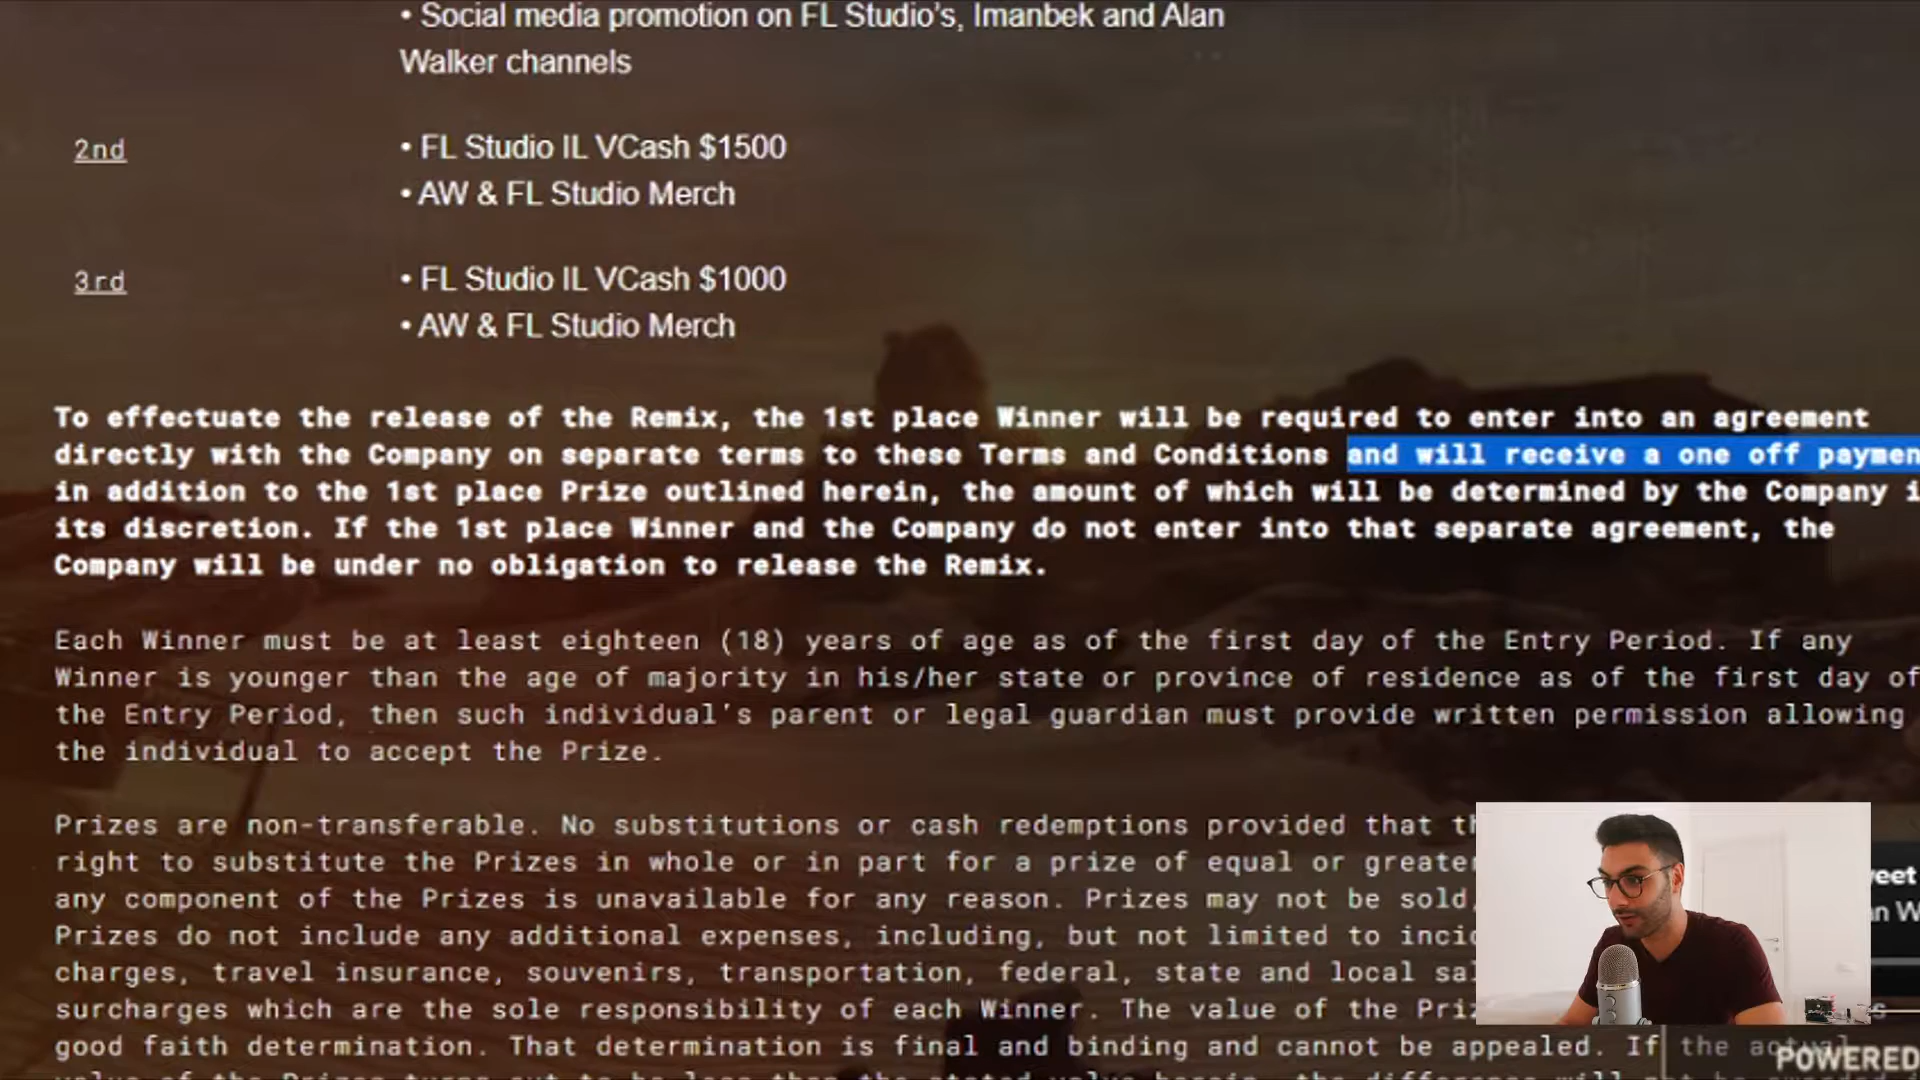 • Social media promotion on FL Studio's, Imanbek and Alan
Walker channels
2nd
• FL Studio IL VCash $1500
• AW & FL Studio Merch
3rd
• FL Studio IL VCash $1000
• AW & FL Studio Merch
To effectuate the release of the Remix, the 1st place Winner will be required to enter into an agreement
directly with the Company on separate terms to these Terms and Conditions and will receive a one off paymen
in addition to the 1st place Prize outlined herein, the amount of which will be determined by the Company i
its discretion. If the 1st place Winner and the Company do not enter into that separate agreement, the
Company will be under no obligation to release the Remix.
Each Winner must be at least eighteen (18) years of age as of the first day of the Entry Period. If any
Winner is younger than the age of majority in his/her state or province of residence as of the first day of
the Entry Period, then such individual's parent or legal guardian must provide written permission allowing
the individual to accept the Prize.
Prizes are non-transferable. No substitutions or cash redemptions provided that th
right to substitute the Prizes in whole or in part for a prize of equal or greater
any component of the Prizes is unavailable for any reason. Prizes may not be sold,
Prizes do not include any additional expenses, including, but not limited to inci
charges, travel insurance, souvenirs, transportation, federal, state and local sal
surcharges which are the sole responsibility of each Winner. The value of the Priz
good faith determination. That determination is final and binding and cannot be appealed. If the actual
POWERED